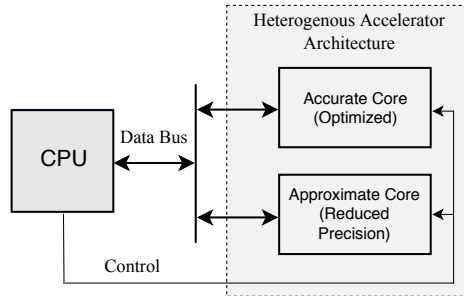 Heterogenous Accelerator
Architecture
Accurate Core
(Optimized)
Data Bus
CPU
Approximate Core
(Reduced
Precision)
Control